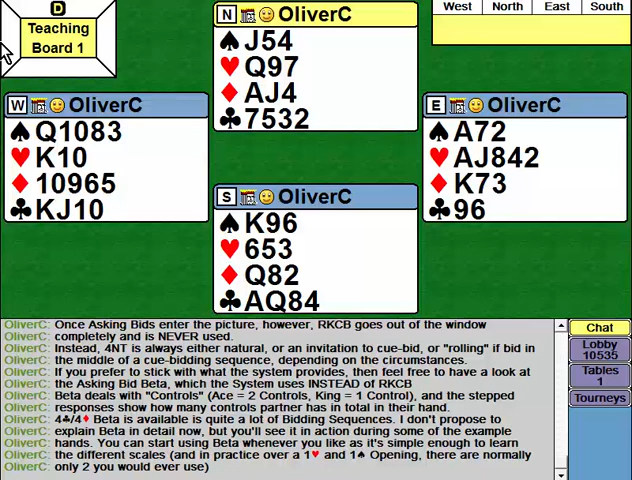 D
Teaching
Board 1
N OliverC
♠J54
♥Q97
♦AJ4
♣7532
West North East South
W OliverC
♠Q1083
♥K10
♦10965
♣KJ10
E OliverC
♠A72
♥AJ842
♦K73
♣96
S OliverC
♠K96
♥653
♦Q82
♣AQ84
OliverC: Once Asking Bids enter the picture, however, RKCB goes out of the window
OliverC: completely and is NEVER used.
OliverC: Instead, 4NT is always either natural, or an invitation to cue-bid, or "rolling" if bid in
OliverC: the middle of a cue-bidding sequence, depending on the circumstances.
OliverC: If you prefer to stick with what the system provides, then feel free to have a look at
OliverC: the Asking Bid Beta, which the System uses INSTEAD of RKCB
OliverC: Beta deals with "Controls" (Ace = 2 Controls, King = 1 Control), and the stepped
OliverC: responses show how many controls partner has in total in their hand.
OliverC: 4♣/4♦ Beta is available is quite a lot of Bidding Sequences. I don't propose to
OliverC: explain Beta in detail now, but you'll see it in action during some of the example
OliverC: hands. You can start using Beta whenever you like as it's simple enough to learn
OliverC: the different scales (and in practice over a 1♥ and 1♠ Opening, there are normally
OliverC: only 2 you would ever use)
Chat
Lobby
10535
Tables
1
Tourneys